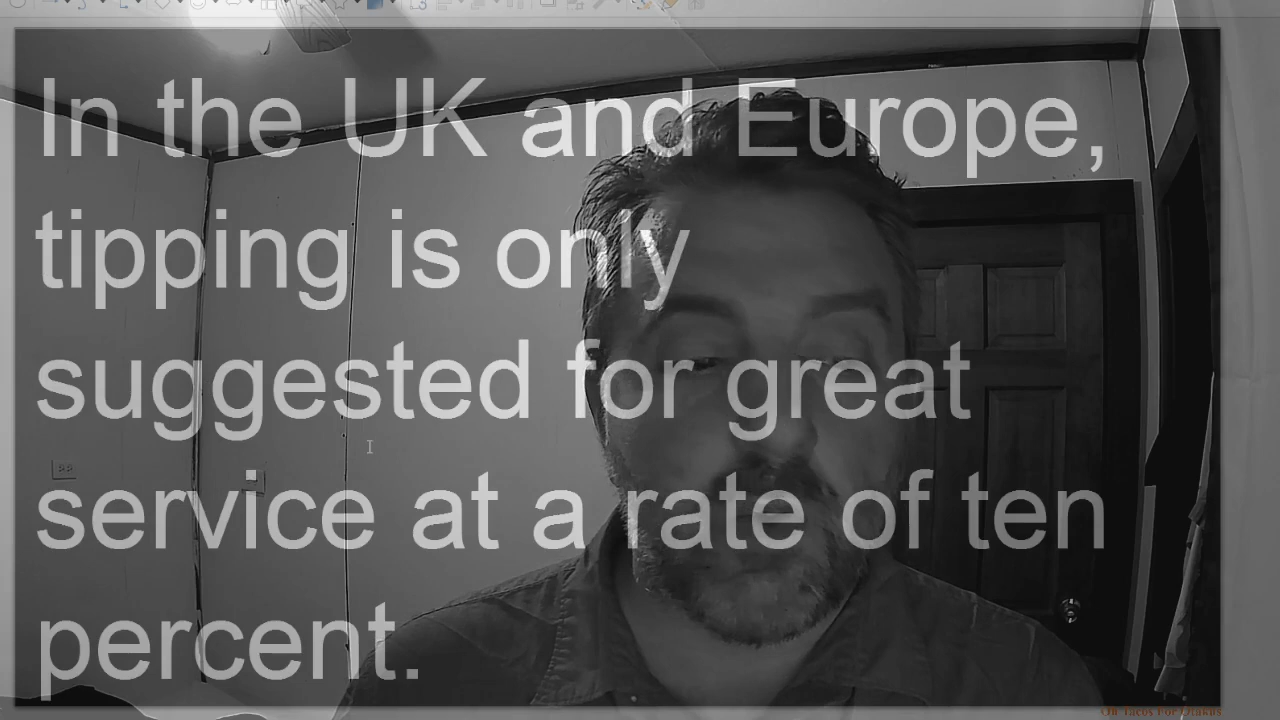 In the UK and Europe,
tipping is only
suggested for great
service at a rate of ten
percent.